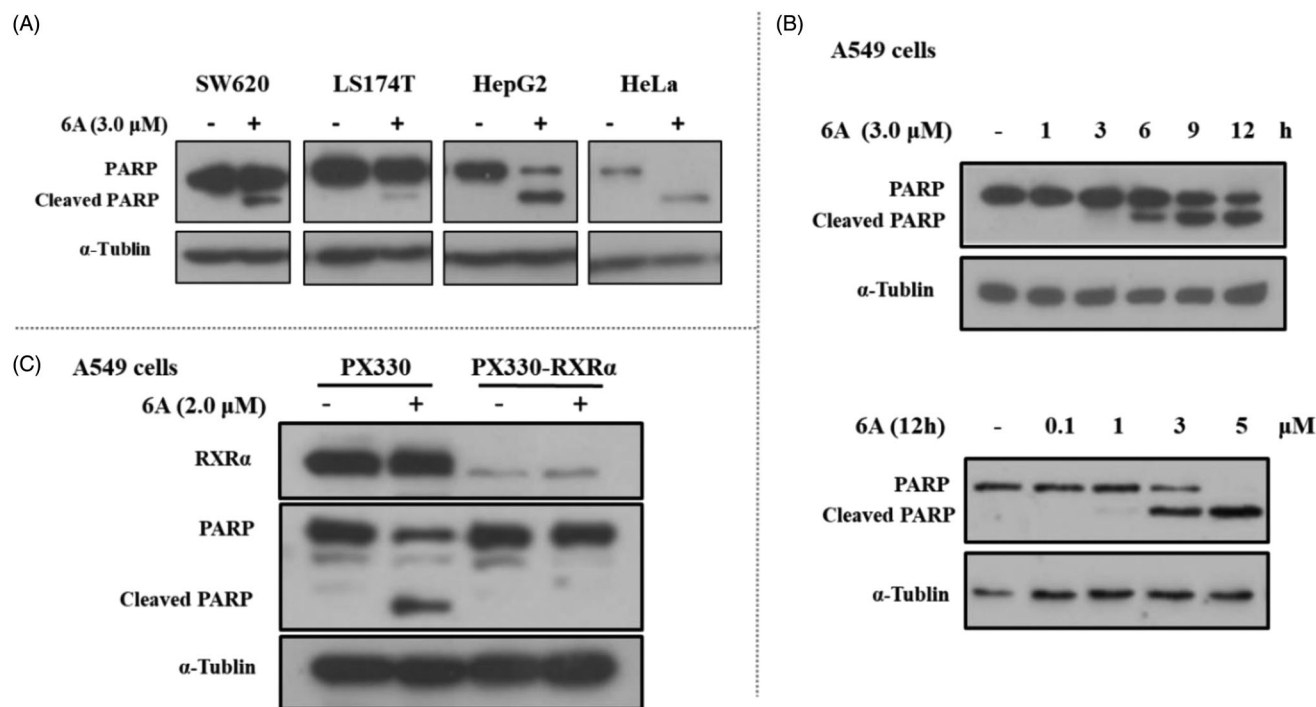 (A)
SW620 LS174T HepG2 HeLa
6A (3.0 µM) - + - + - + - +
PARP
Cleaved PARP
α-Tublin
(B)
A549 cells
6A (3.0 µM) - 1 3 6 9 12 h
PARP
Cleaved PARP
α-Tublin
6A (12h) - 0.1 1 3 5 µM
PARP
Cleaved PARP
α-Tublin
(C) A549 cells PX330 PX330-RXRα
6A (2.0 µM) - + - +
RXRα
PARP
Cleaved PARP
α-Tublin